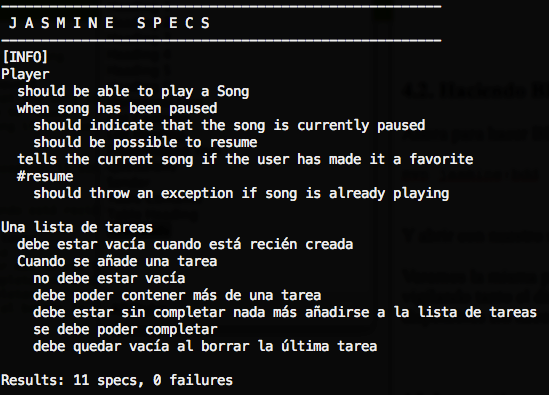 J A S M I N E   S P E C S
[INFO]
Player
  should be able to play a Song
  when song has been paused
    should indicate that the song is currently paused
    should be possible to resume
  tells the current song if the user has made it a favorite
  #resume
    should throw an exception if song is already playing

Una lista de tareas
  debe estar vacía cuando está recién creada
  Cuando se añade una tarea
    no debe estar vacía
    debe poder contener más de una tarea
    debe estar sin completar nada más añadirse a la lista de tareas
    se debe poder completar
    debe quedar vacía al borrar la última tarea

Results: 11 specs, 0 failures
4.2. Haciendo